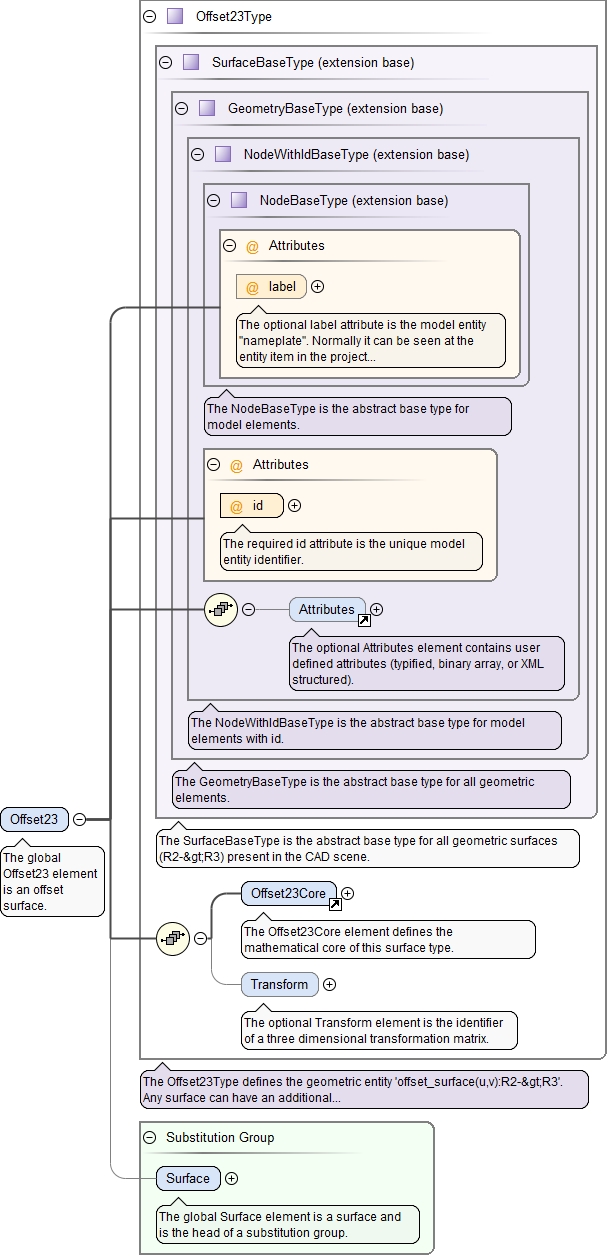 Offset23Type
SurfaceBaseType (extension base)
GeometryBaseType (extension base)
NodeWithIdBaseType (extension base)
NodeBaseType (extension base)
@ Attributes
@ label
The optional label attribute is the model entity
"nameplate". Normally it can be seen at the
entity item in the project...
The NodeBaseType is the abstract base type for
model elements.
@ Attributes
@ id
The required id attribute is the unique model
entity identifier.
Attributes
The optional Attributes element contains user
defined attributes (typified, binary array, or XML
structured).
The NodeWithIdBaseType is the abstract base type for model
elements with id.
The GeometryBaseType is the abstract base type for all geometric
elements.
Offset23
The global
Offset23 element
is an offset
surface.
The SurfaceBaseType is the abstract base type for all geometric surfaces
(R2-&gt;R3) present in the CAD scene.
Offset23Core
The Offset23Core element defines the
mathematical core of this surface type.
Transform
The optional Transform element is the identifier
of a three dimensional transformation matrix.
The Offset23Type defines the geometric entity 'offset_surface(u,v):R2-&gt;R3'.
Any surface can have an additional...
Substitution Group
Surface
The global Surface element is a surface and
is the head of a substitution group.